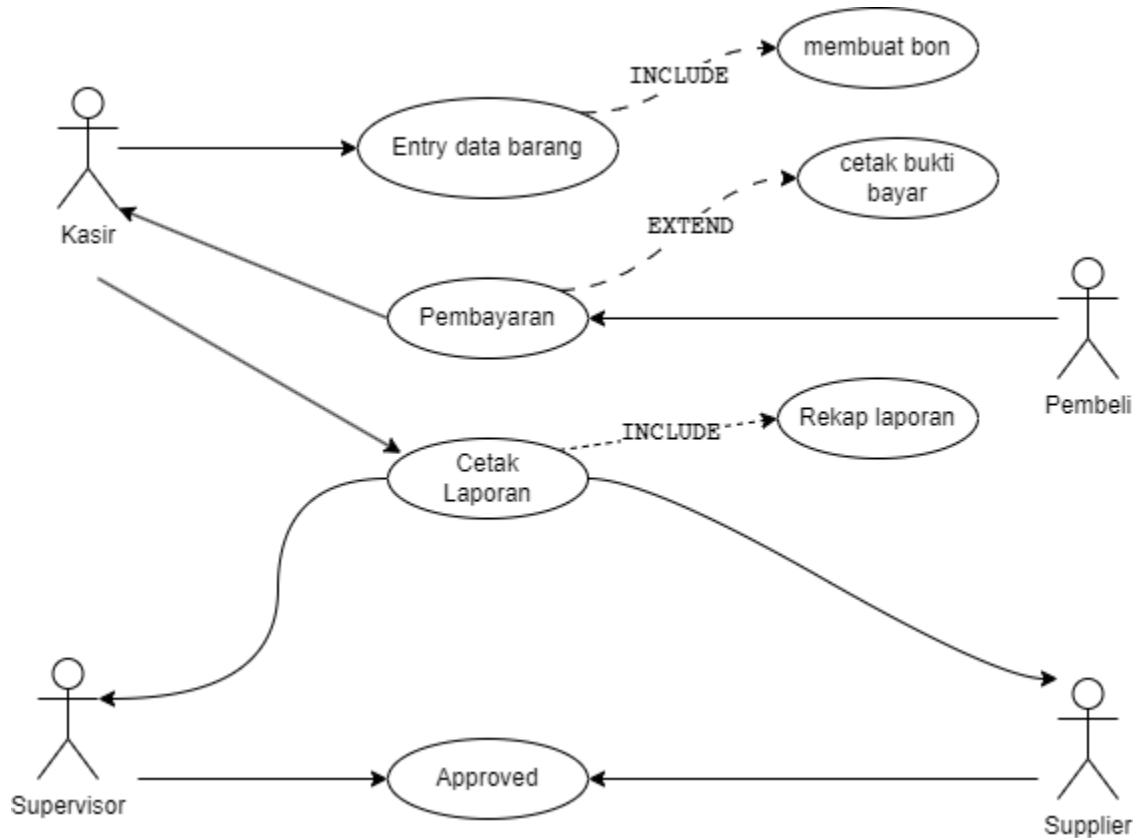 membuat bon
INCLUDE
Entry data barang
cetak bukti
bayar
EXTEND
Kasir
Pembayaran
Pembeli
Rekap laporan
INCLUDE
Cetak
Laporan
Approved
Supervisor
Supplier